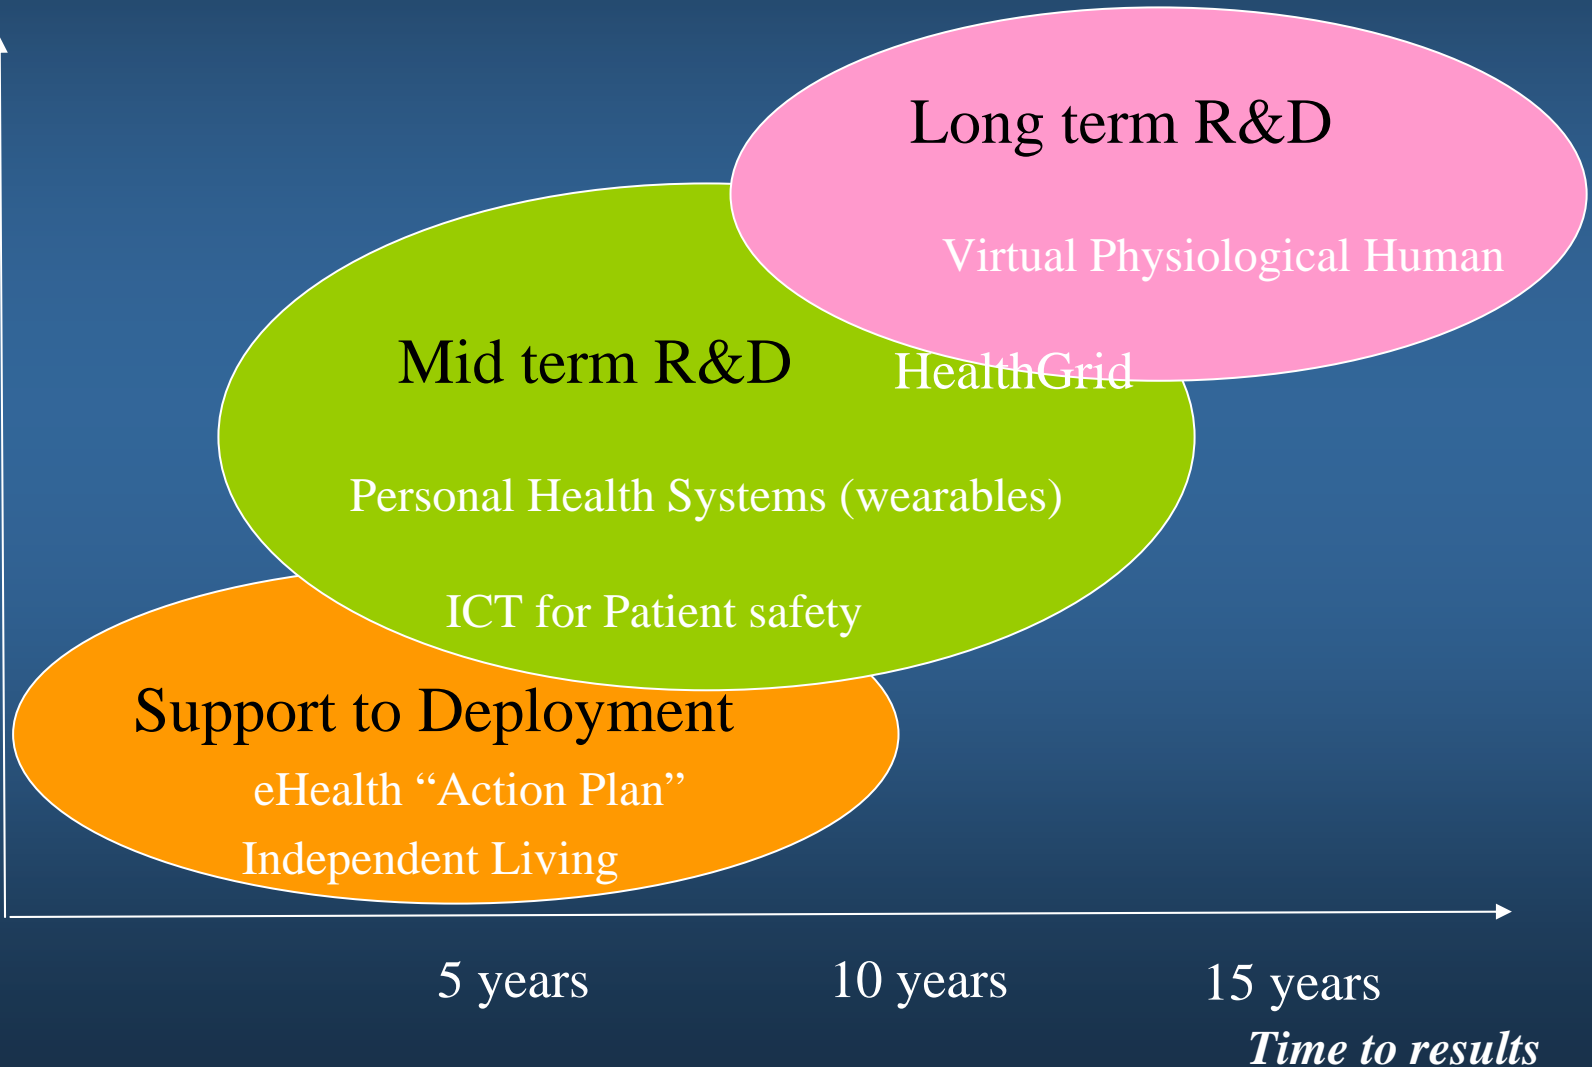 Long term R&D
Virtual Physiological Human
Mid term R&D
HealthGrid
Personal Health Systems (wearables)
ICT for Patient safety
Support to Deployment
eHealth “Action Plan”
Independent Living
5 years
10 years
15 years
Time to results